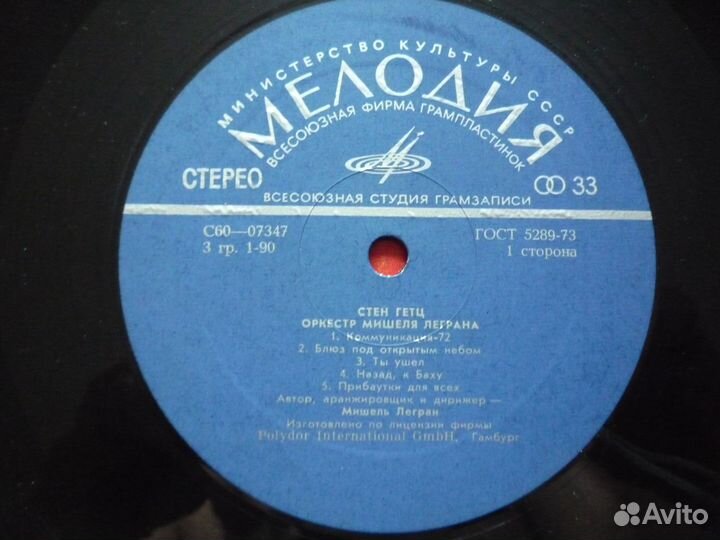 МИНИСТЕРСТВО КУЛЬТУРЫ СССР
МЕЛОДИЯ
ВСЕСОЮЗНАЯ ФИРМА ГРАМПЛАСТИНОК
СТЕРЕО
33
ВСЕСОЮЗНАЯ СТУДИЯ ГРАМЗАПИСИ
С60—07347
ГОСТ 5289-73
3 гр. 1-90
1 сторона
СТЕН ГЕТЦ
ОРКЕСТР МИШЕЛЯ ЛЕГРАНА
1. Коммуникация-72
2. Блюз под открытым небом
3. Ты ушел
4. Назад, к Баху
5. Прибаутки для всех
Автор, аранжировщик и дирижер —
Мишель Легран
Изготовлено по лицензии фирмы
Polydor International GmbH, Гамбург
Avito